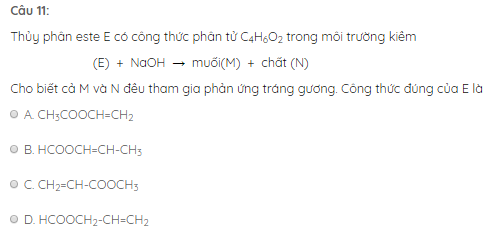 Câu 11:
Thủy phân este E có công thức phân tử C₄H₆O₂ trong môi trường kiềm
(E) + NaOH → muối(M) + chất (N)
Cho biết cả M và N đều tham gia phản ứng tráng gương. Công thức đúng của E là
A. CH₃COOCH=CH₂
B. HCOOCH=CH-CH₃
C. CH₂=CH-COOCH₃
D. HCOOCH₂-CH=CH₂